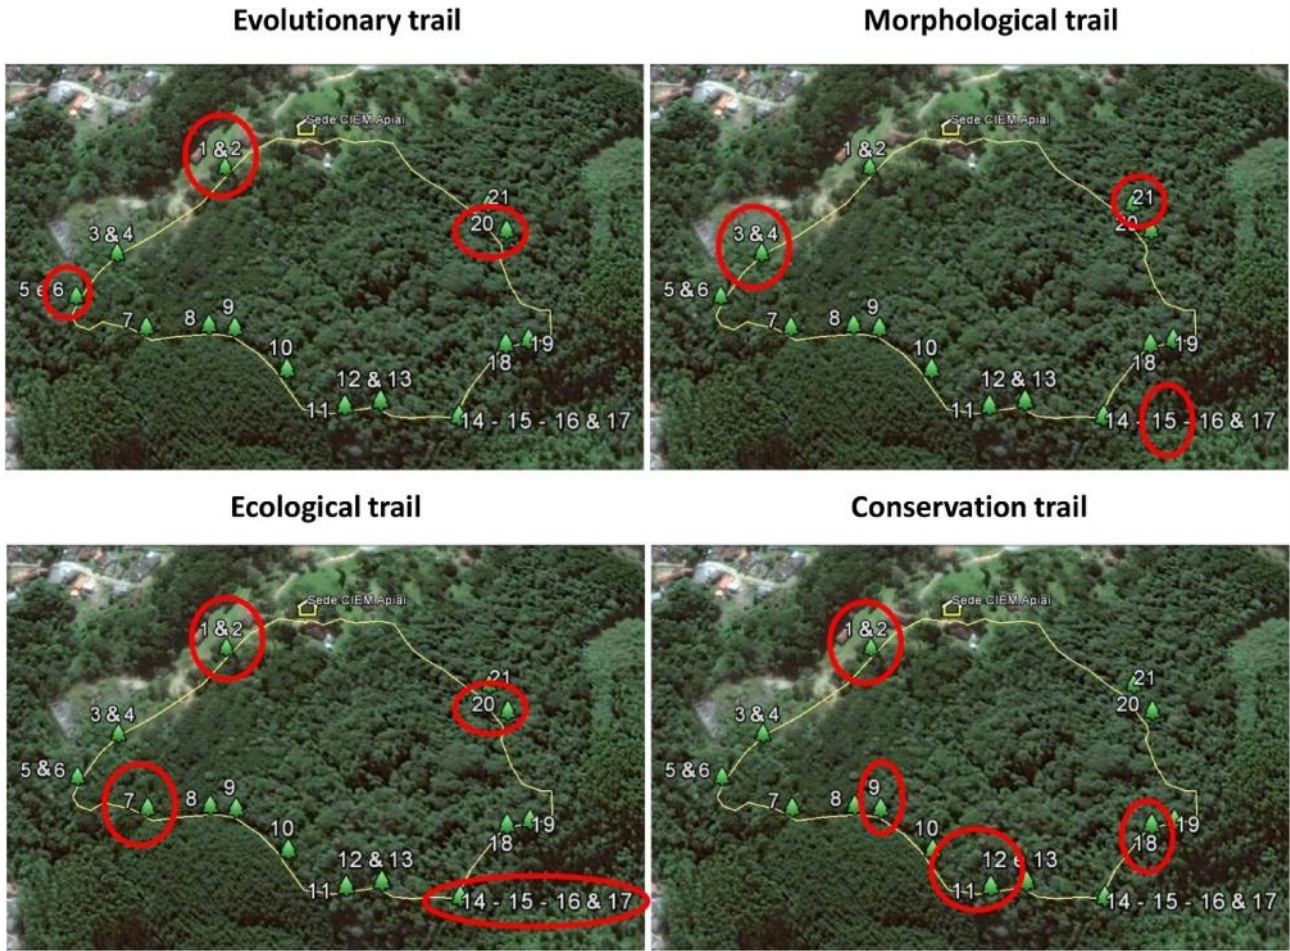 Evolutionary trail
Morphological trail
Sede CIEM Apiaí
1 & 2
21
20
3 & 4
5 e 6
7
8
9
10
11
12 & 13
14 - 15 - 16 & 17
18
19
Sede CIEM Apiaí
1 & 2
21
20
3 & 4
5 & 6
7
8
9
10
11
12 & 13
14 - 15 - 16 & 17
18
19
Ecological trail
Conservation trail
Sede CIEM Apiaí
1 & 2
21
20
3 & 4
5 & 6
7
8
9
10
11
12 & 13
14 - 15 - 16 & 17
18
19
Sede CIEM Apiaí
1 & 2
21
20
3 & 4
5 & 6
7
8
9
10
11
12 e 13
14 - 15 - 16 & 17
18
19